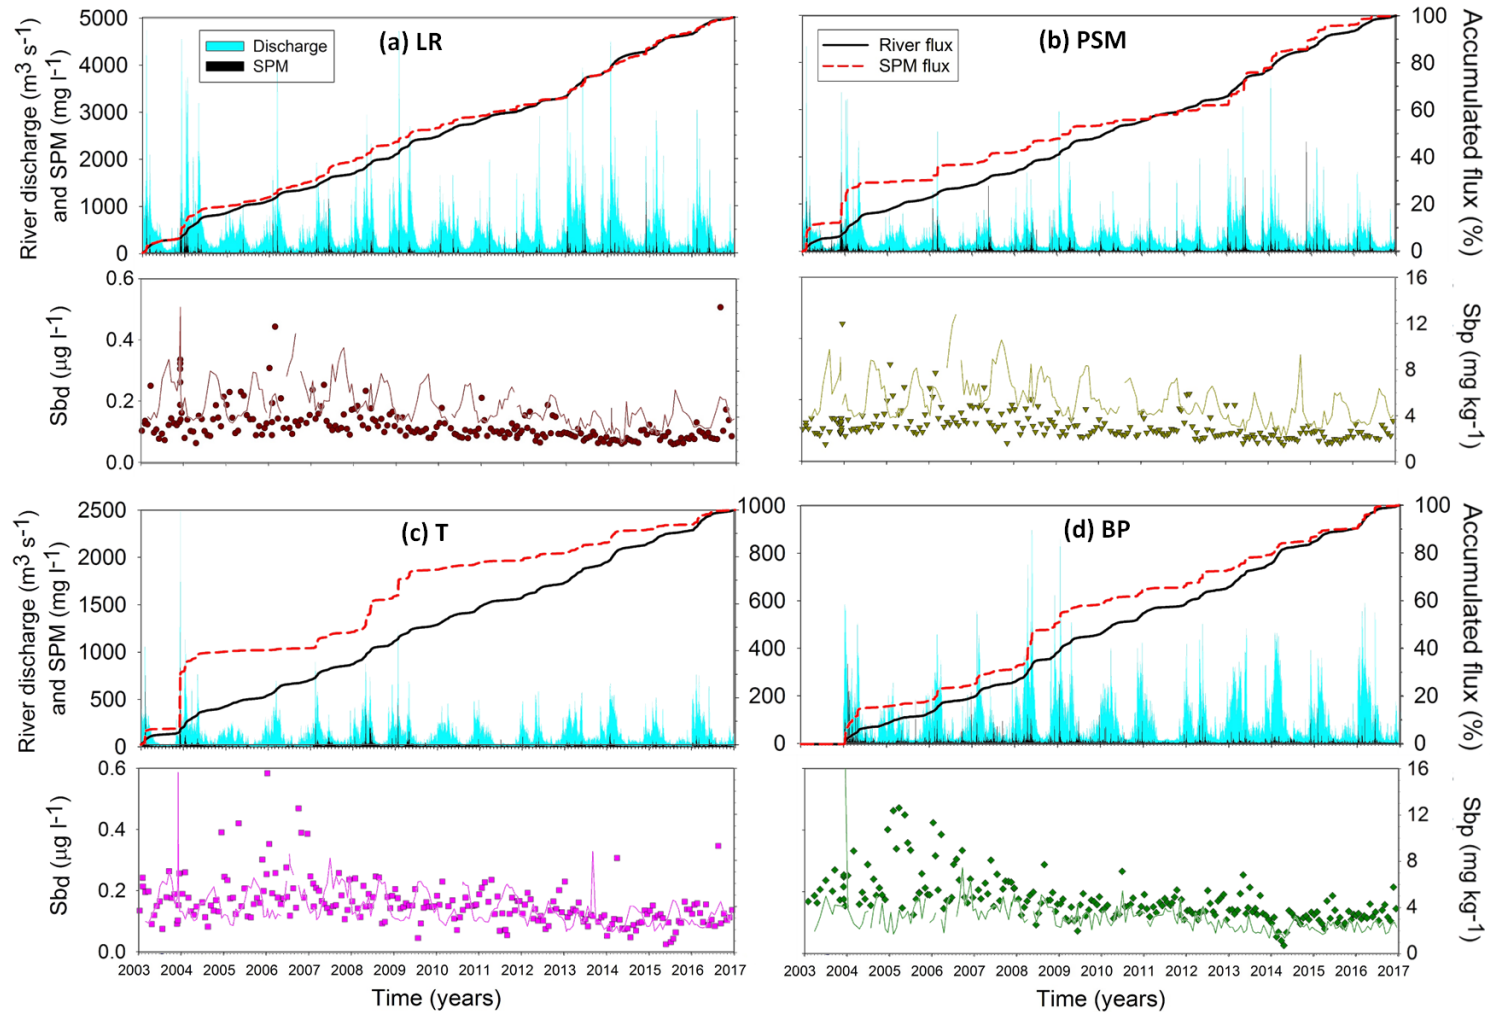 (a) LR
Discharge
SPM
5000
4000
3000
2000
1000
0
River discharge (m³ s⁻¹)
and SPM (mg l⁻¹)
(b) PSM
River flux
SPM flux
100
80
60
40
20
0
Accumulated flux (%)
0.6
0.4
0.2
0.0
Sbd (µg l-1)
16
12
8
4
0
Sbp (mg kg⁻¹)
(c) T
2500
2000
1500
1000
500
0
River discharge (m³ s⁻¹)
and SPM (mg l⁻¹)
(d) BP
1000
800
600
400
200
0
100
80
60
40
20
0
Accumulated flux (%)
0.6
0.4
0.2
0.0
Sbd (µg l-1)
16
12
8
4
0
Sbp (mg kg⁻¹)
2003 2004 2005 2006 2007 2008 2009 2010 2011 2012 2013 2014 2015 2016 2017
Time (years)
2003 2004 2005 2006 2007 2008 2009 2010 2011 2012 2013 2014 2015 2016 2017
Time (years)